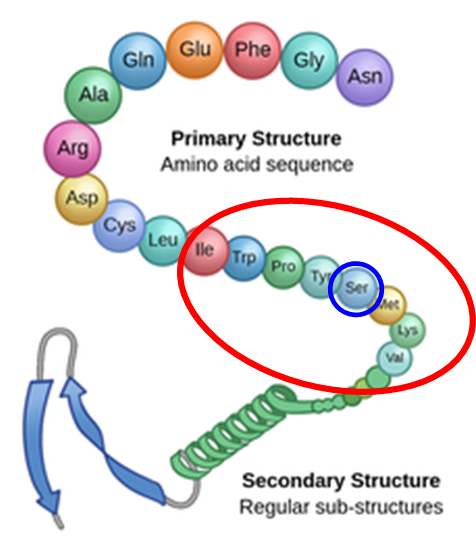 Gln
Glu
Phe
Gly
Asn
Ala
Arg
Asp
Cys
Leu
Ile
Trp
Pro
Tyr
Ser
Met
Lys
Val
Primary Structure
Amino acid sequence
Secondary Structure
Regular sub-structures